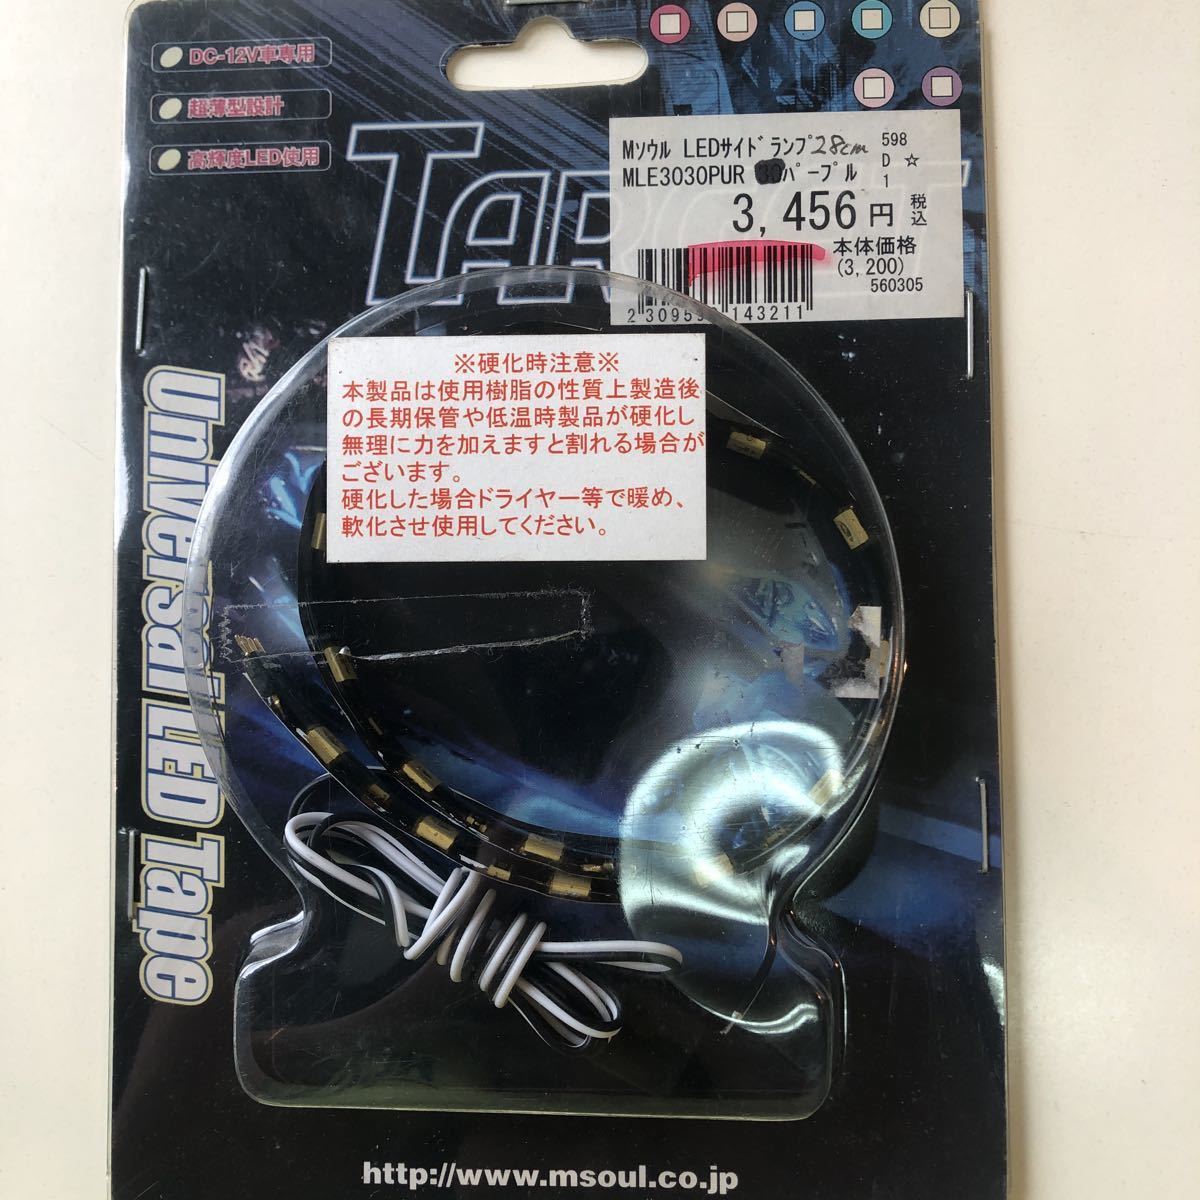 DC-12V車専用
超薄型設計
高輝度LED使用
Mソウル LEDサイドランプ28cm
MLE3030PUR パープル
598
D ☆
1
3,456円
税込
本体価格
(3,200)
560305
※硬化時注意※
本製品は使用樹脂の性質上製造後
の長期保管や低温時製品が硬化し
無理に力を加えますと割れる場合が
ございます。
硬化した場合ドライヤー等で暖め、
軟化させ使用してください。
Universal LED Tape
http://www.msoul.co.jp